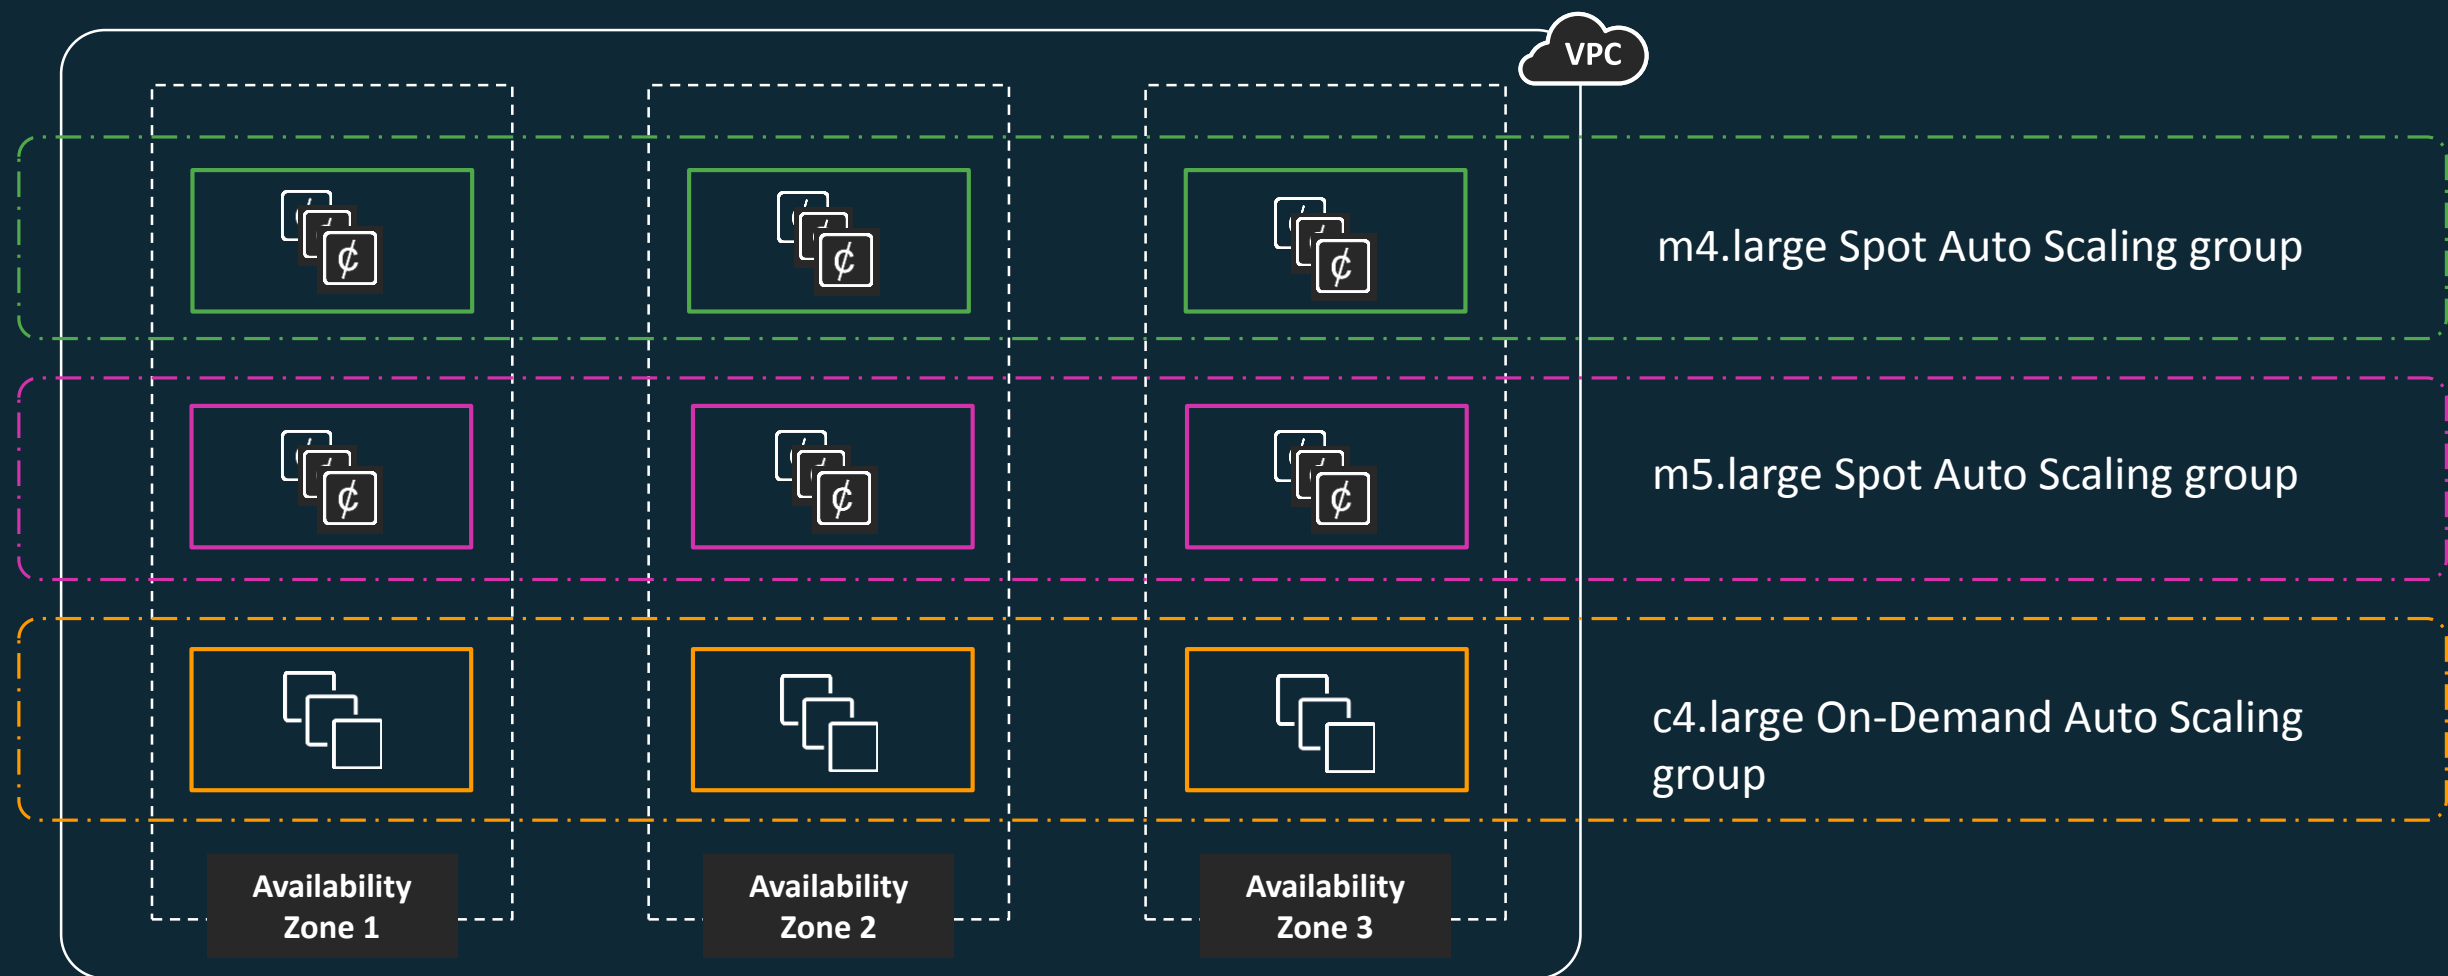 VPC
¢ ¢ ¢
m4.large Spot Auto Scaling group
¢ ¢ ¢
m5.large Spot Auto Scaling group
c4.large On-Demand Auto Scaling
group
Availability
Zone 1
Availability
Zone 2
Availability
Zone 3